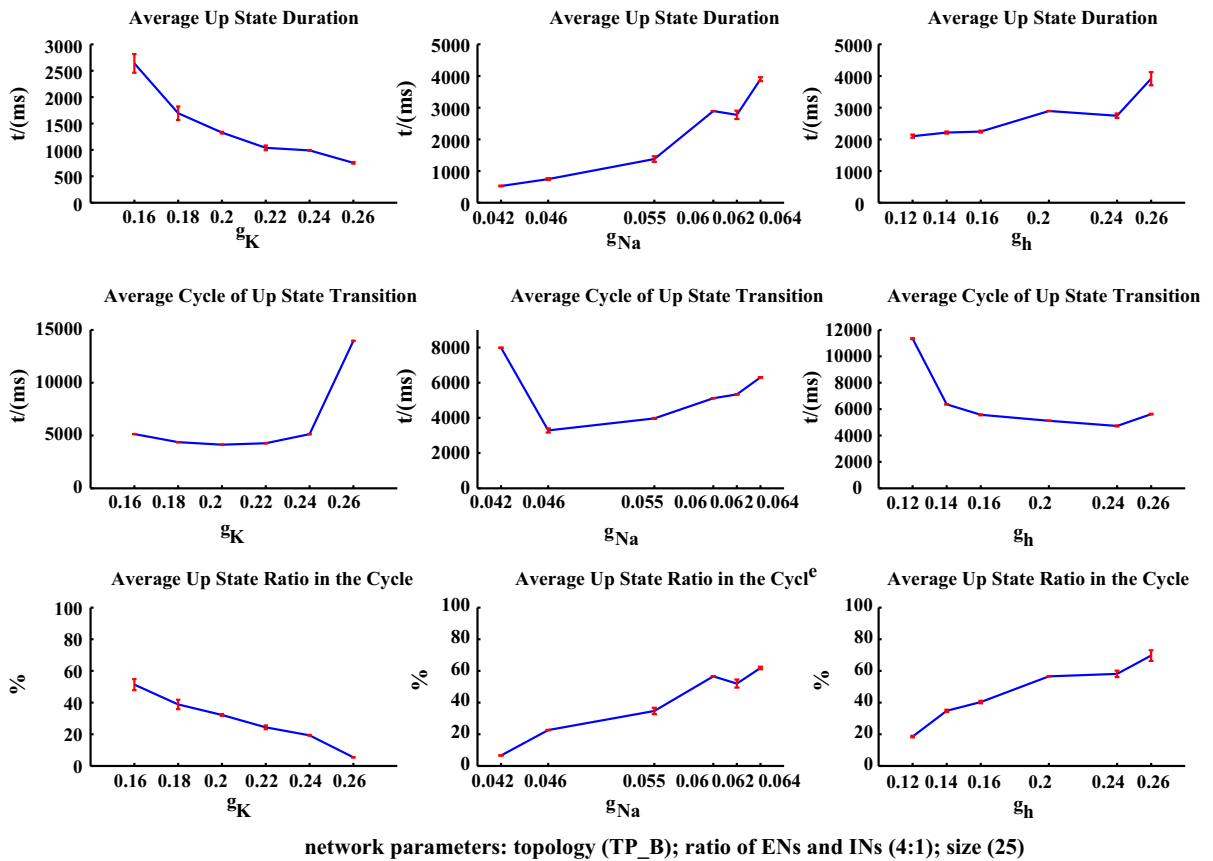 Average Up State Duration
3000
2500
2000
1500
1000
500
0
t/(ms)
0.16 0.18 0.2 0.22 0.24 0.26
gK
Average Up State Duration
5000
4000
3000
2000
1000
0
t/(ms)
0.042 0.046 0.055 0.06 0.062 0.064
gNa
Average Up State Duration
5000
4000
3000
2000
1000
0
t/(ms)
0.12 0.14 0.16 0.2 0.24 0.26
gh
Average Cycle of Up State Transition
15000
10000
5000
0
t/(ms)
0.16 0.18 0.2 0.22 0.24 0.26
gK
Average Cycle of Up State Transition
8000
6000
4000
2000
0
t/(ms)
0.042 0.046 0.055 0.06 0.062 0.064
gNa
Average Cycle of Up State Transition
12000
10000
8000
6000
4000
2000
0
t/(ms)
0.12 0.14 0.16 0.2 0.24 0.26
gh
Average Up State Ratio in the Cycle
100
80
60
40
20
0
%
0.16 0.18 0.2 0.22 0.24 0.26
gK
Average Up State Ratio in the Cycle
100
80
60
40
20
0
%
0.042 0.046 0.055 0.06 0.062 0.064
gNa
Average Up State Ratio in the Cycle
100
80
60
40
20
0
%
0.12 0.14 0.16 0.2 0.24 0.26
gh
network parameters: topology (TP_B); ratio of ENs and INs (4:1); size (25)